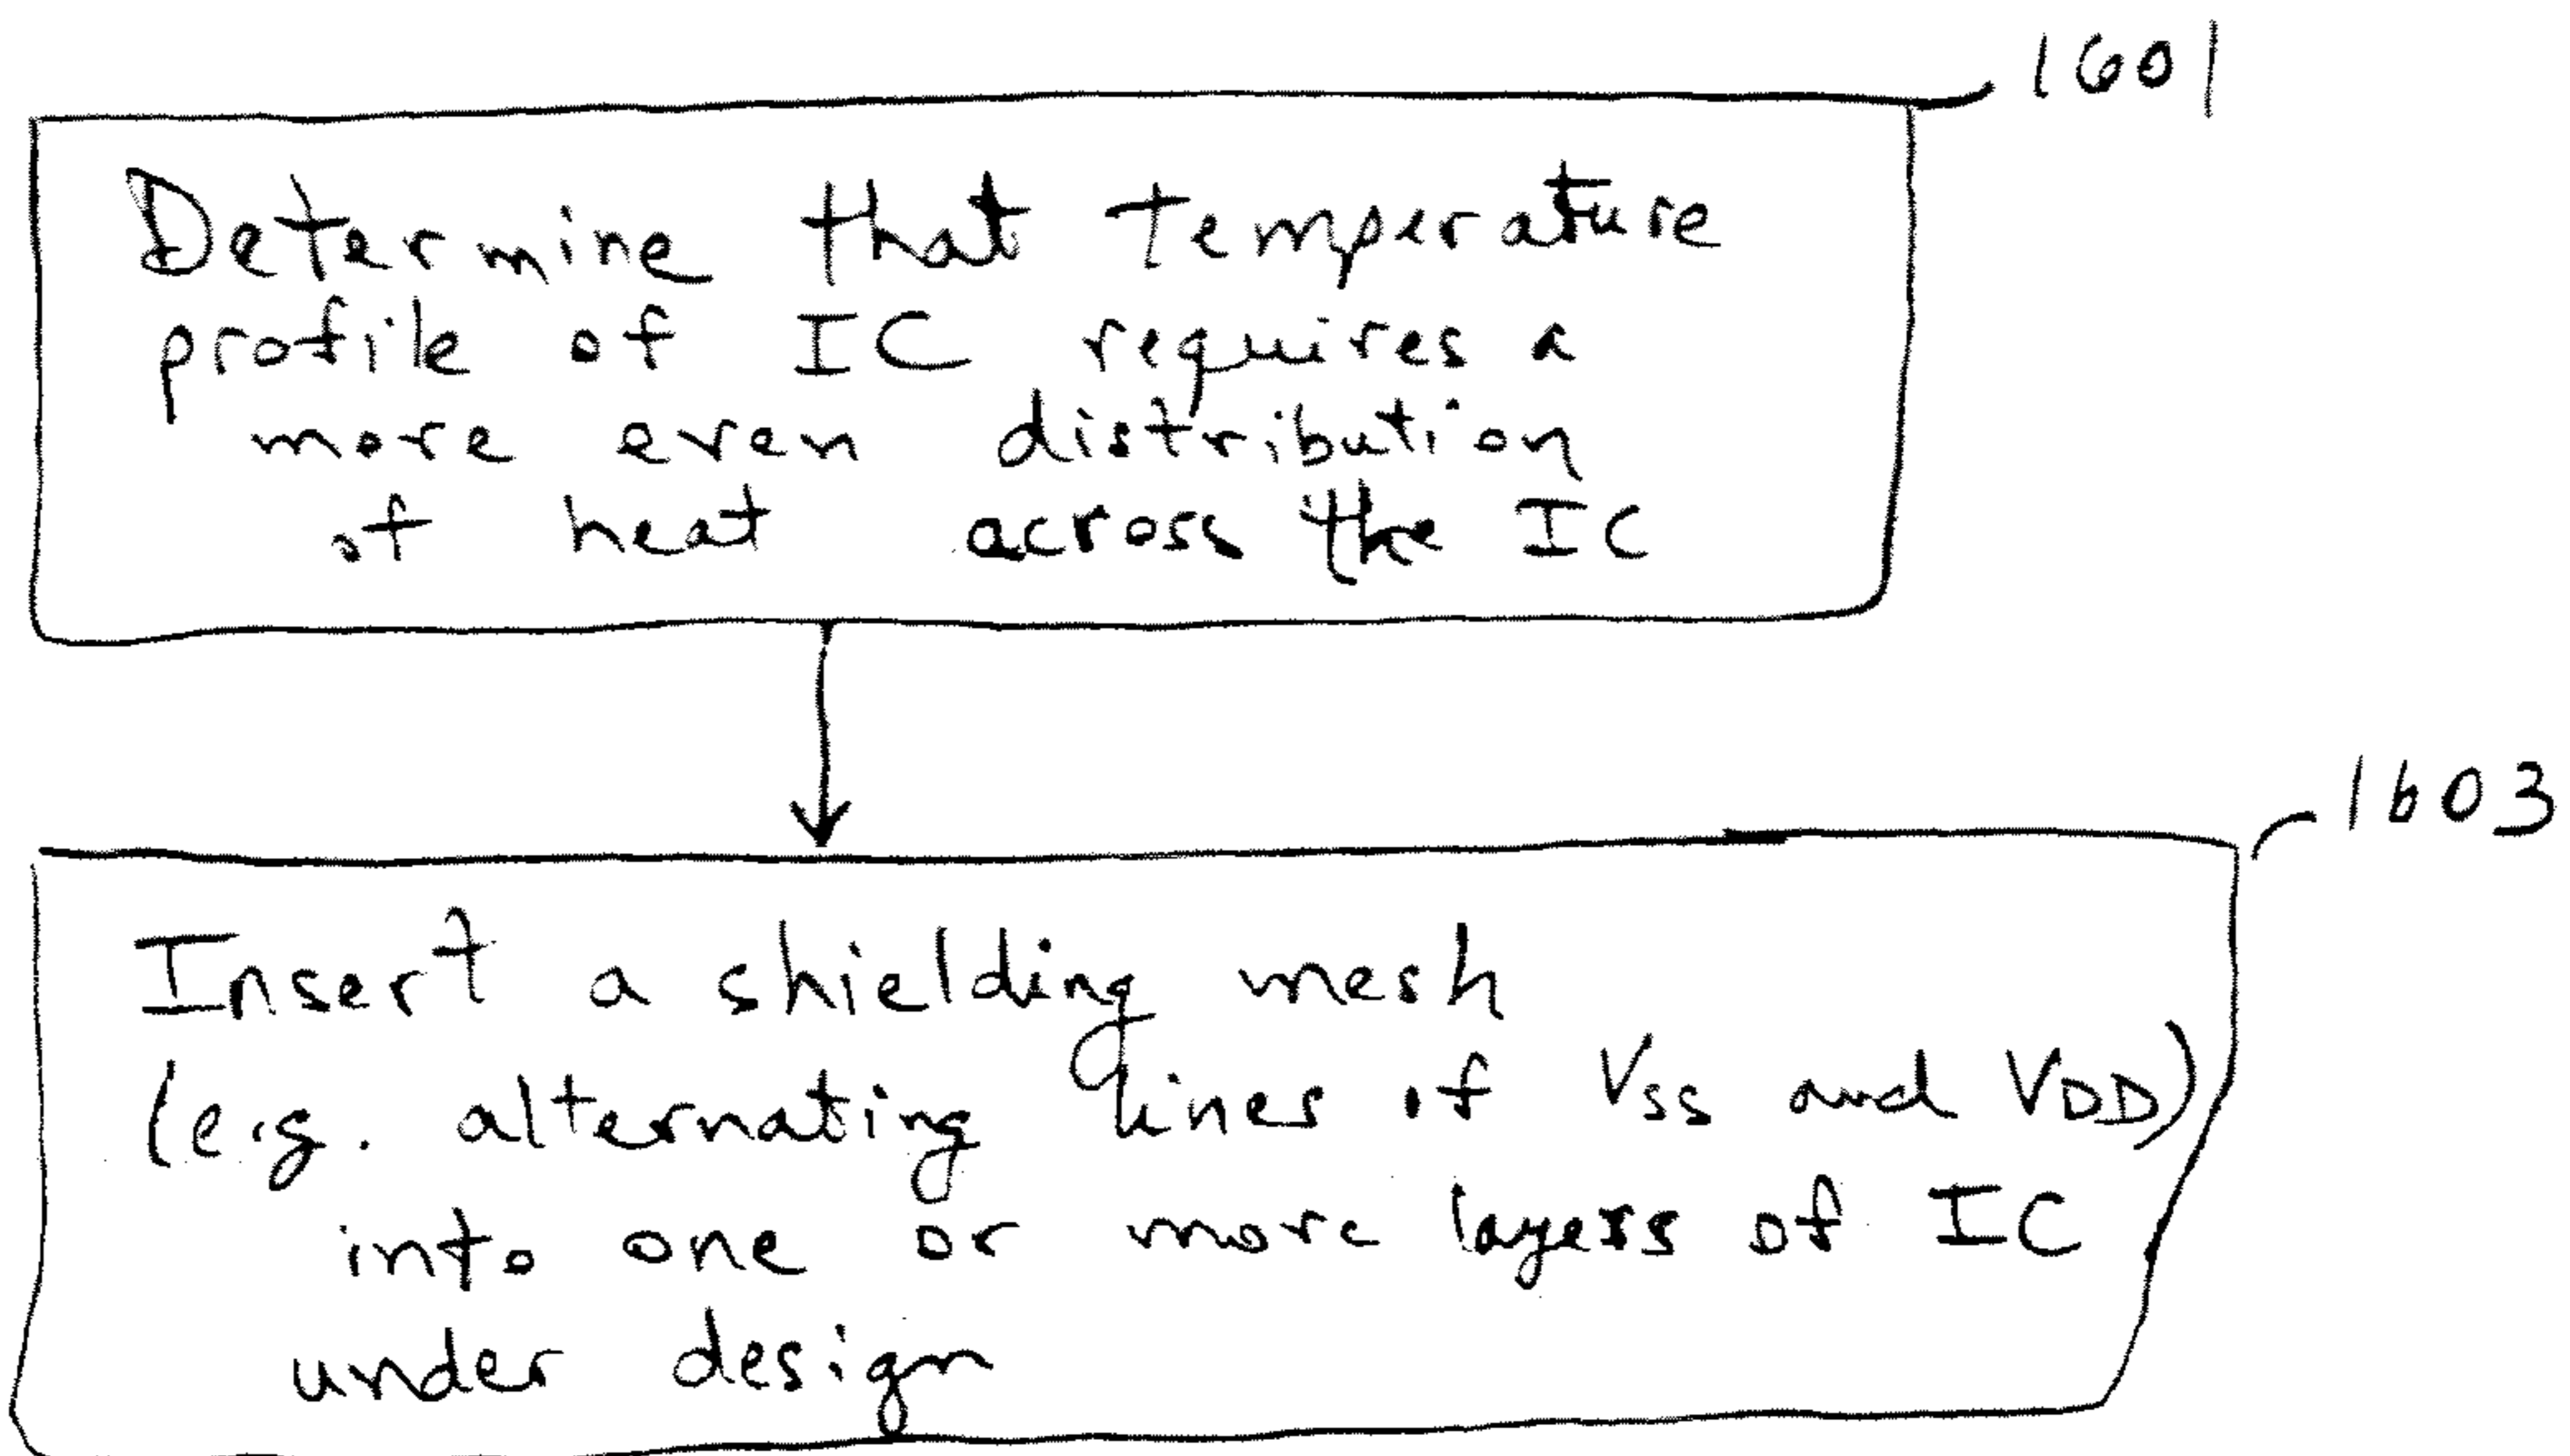 1601
Determine that temperature
profile of IC requires a
more even distribution
of heat across the IC
1603
Insert a shielding mesh
(e.g. alternating lines of VSS and VDD)
into one or more layers of IC
under design